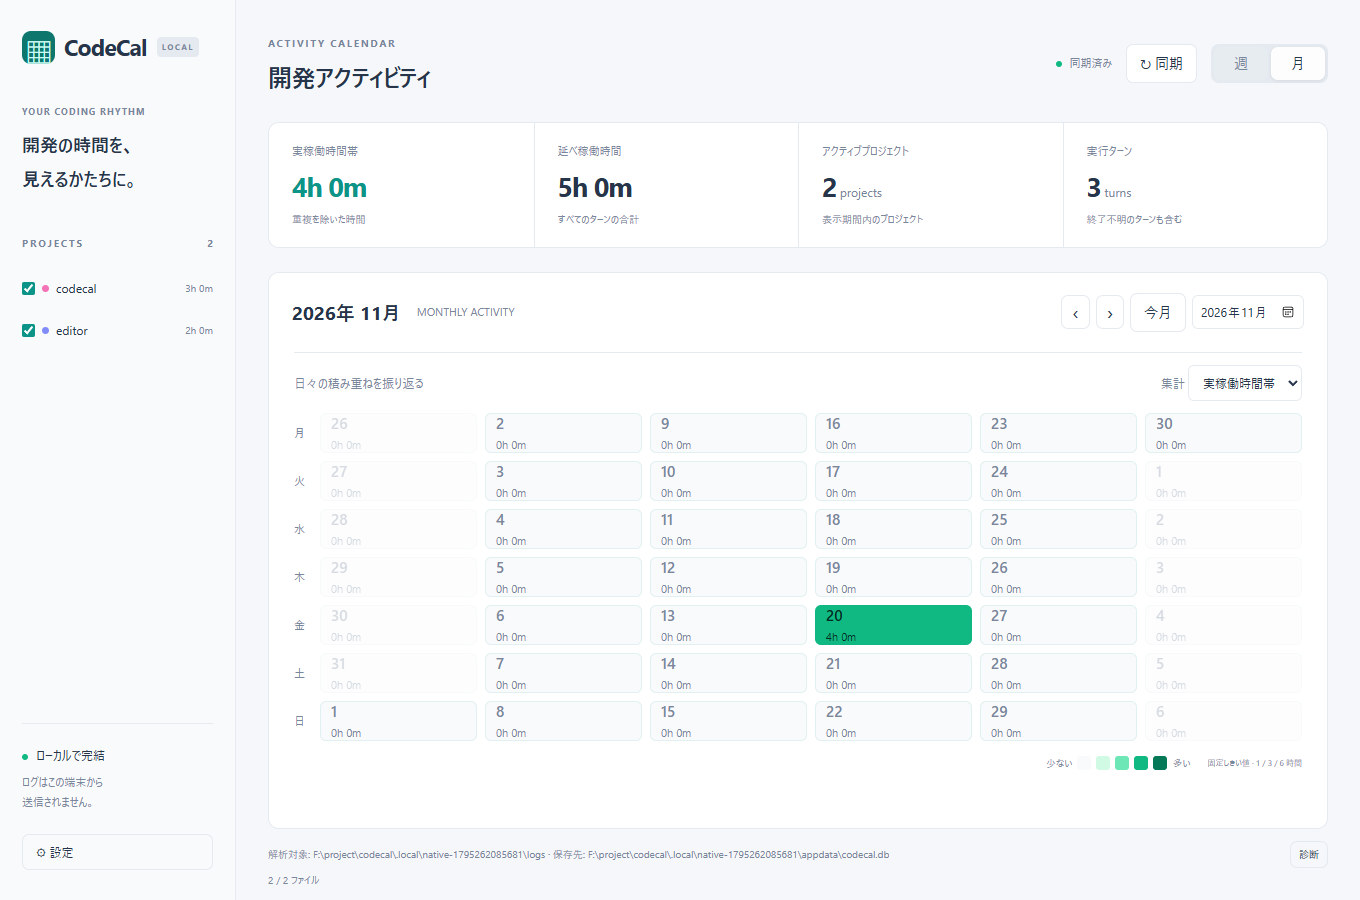 CodeCal LOCAL
YOUR CODING RHYTHM
開発の時間を、
見えるかたちに。
PROJECTS 2
codecal 3h 0m
editor 2h 0m
ローカルで完結
ログはこの端末から
送信されません。
⚙ 設定
ACTIVITY CALENDAR
開発アクティビティ
同期済み ↻ 同期 週 月
実稼働時間帯
4h 0m
重複を除いた時間
延べ稼働時間
5h 0m
すべてのターンの合計
アクティブプロジェクト
2 projects
表示期間内のプロジェクト
実行ターン
3 turns
終了不明のターンも含む
2026年 11月 MONTHLY ACTIVITY ‹ › 今月 2026年11月
日々の積み重ねを振り返る 集計 実稼働時間帯
月 26 2 9 16 23 30
0h 0m 0h 0m 0h 0m 0h 0m 0h 0m 0h 0m
火 27 3 10 17 24 1
0h 0m 0h 0m 0h 0m 0h 0m 0h 0m 0h 0m
水 28 4 11 18 25 2
0h 0m 0h 0m 0h 0m 0h 0m 0h 0m 0h 0m
木 29 5 12 19 26 3
0h 0m 0h 0m 0h 0m 0h 0m 0h 0m 0h 0m
金 30 6 13 20 27 4
0h 0m 0h 0m 0h 0m 4h 0m 0h 0m 0h 0m
土 31 7 14 21 28 5
0h 0m 0h 0m 0h 0m 0h 0m 0h 0m 0h 0m
日 1 8 15 22 29 6
0h 0m 0h 0m 0h 0m 0h 0m 0h 0m 0h 0m
少ない 多い 固定しきい値 · 1 / 3 / 6 時間
解析対象: F:\project\codecal\.local\native-1795262085681\logs · 保存先: F:\project\codecal\.local\native-1795262085681\appdata\codecal.db 診断
2 / 2 ファイル